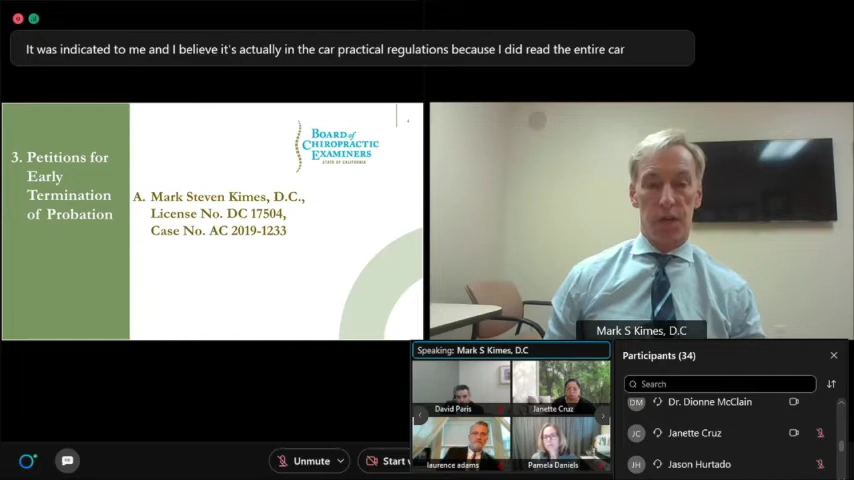 It was indicated to me and I believe it's actually in the car practical regulations because I did read the entire car
3. Petitions for
Early
Termination
of Probation
BOARD of
CHIROPRACTIC
EXAMINERS
STATE OF CALIFORNIA
A. Mark Steven Kimes, D.C.,
License No. DC 17504,
Case No. AC 2019-1233
Mark S Kimes, D.C
Speaking: Mark S Kimes, D.C
David Paris
Janette Cruz
laurence adams
Pamela Daniels
Participants (34)
Search
DM Dr. Dionne McClain
JC Janette Cruz
JH Jason Hurtado
Unmute
Start v